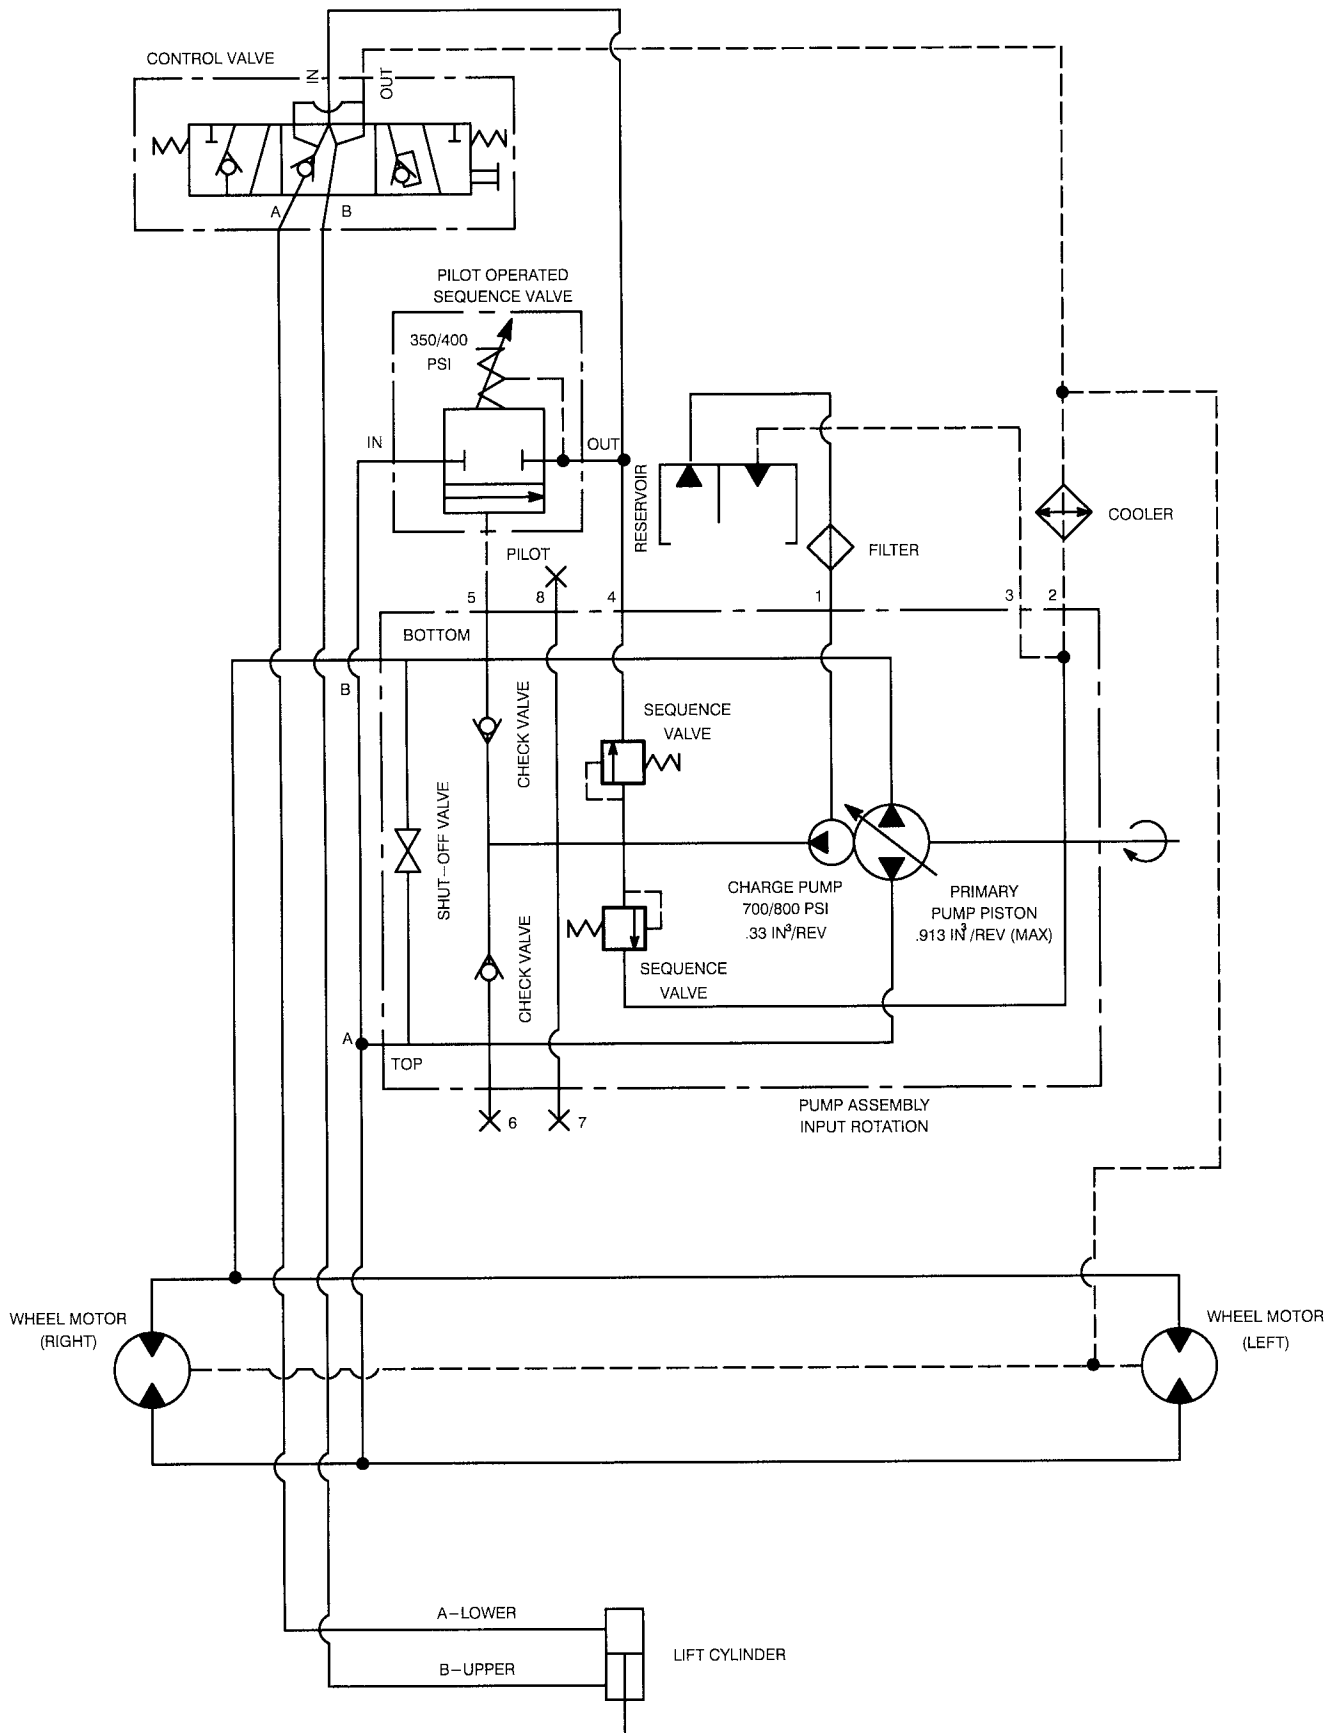 CONTROL VALVE
IN
OUT
A
B
PILOT OPERATED
SEQUENCE VALVE
350/400
PSI
IN
OUT
RESERVOIR
COOLER
FILTER
PILOT
5
8
4
1
3
2
BOTTOM
B
CHECK VALVE
SEQUENCE
VALVE
SHUT-OFF VALVE
CHARGE PUMP
700/800 PSI
.33 IN³/REV
PRIMARY
PUMP PISTON
.913 IN³/REV (MAX)
CHECK VALVE
SEQUENCE
VALVE
A
TOP
PUMP ASSEMBLY
INPUT ROTATION
6
7
WHEEL MOTOR
(RIGHT)
WHEEL MOTOR
(LEFT)
A-LOWER
B-UPPER
LIFT CYLINDER